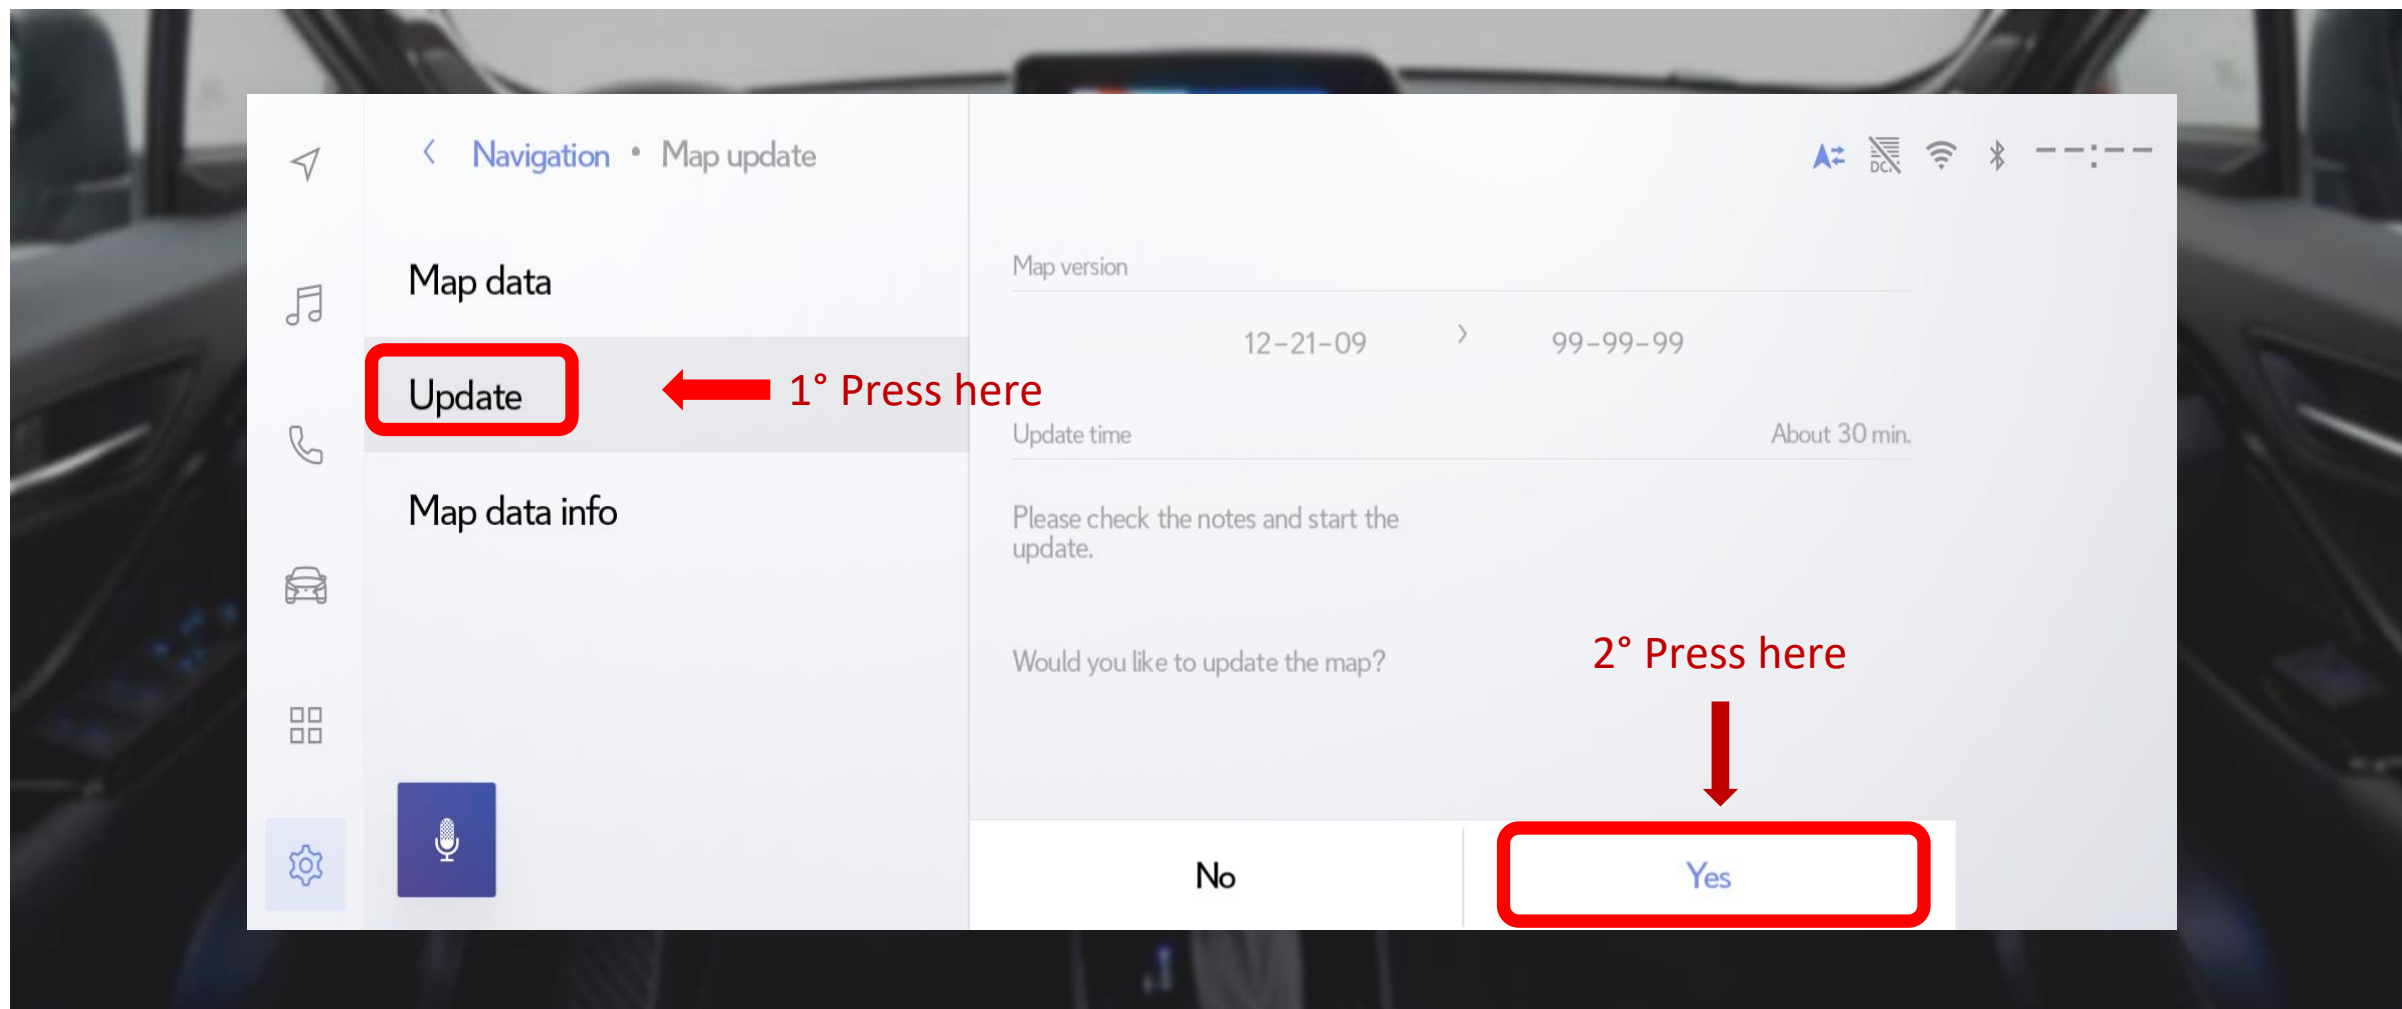 Navigation • Map update
DC
--:--
Map data
Update
Map data info
1° Press here
Map version
12-21-09 > 99-99-99
Update time About 30 min.
Please check the notes and start the
update.
Would you like to update the map?
2° Press here
No
Yes